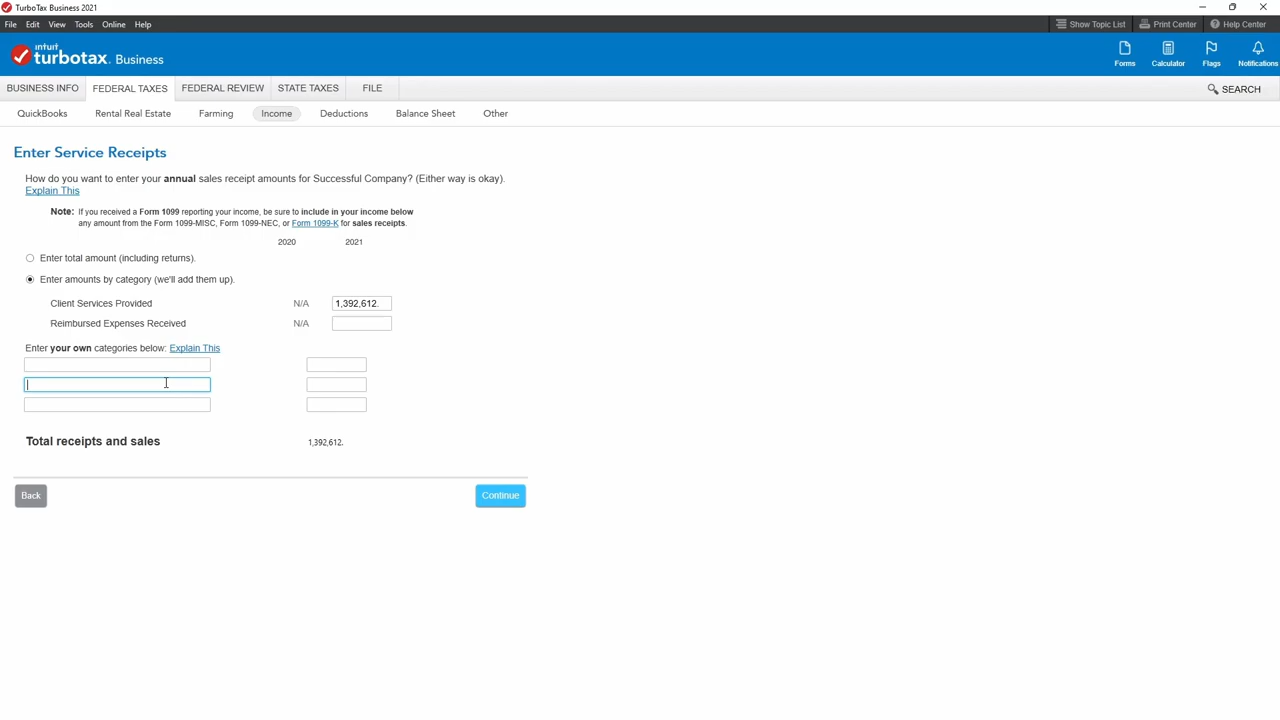 TurboTax Business 2021
File Edit View Tools Online Help
Show Topic List Print Center Help Center
intuit
turbotax. Business
Forms Calculator Flags Notifications
BUSINESS INFO FEDERAL TAXES FEDERAL REVIEW STATE TAXES FILE
SEARCH
QuickBooks Rental Real Estate Farming Income Deductions Balance Sheet Other
Enter Service Receipts
How do you want to enter your annual sales receipt amounts for Successful Company? (Either way is okay).
Explain This
Note: If you received a Form 1099 reporting your income, be sure to include in your income below
any amount from the Form 1099-MISC, Form 1099-NEC, or Form 1099-K for sales receipts.
2020 2021
Enter total amount (including returns).
Enter amounts by category (we'll add them up).
Client Services Provided N/A 1,392,612.
Reimbursed Expenses Received N/A
Enter your own categories below: Explain This
Total receipts and sales 1,392,612.
Back Continue